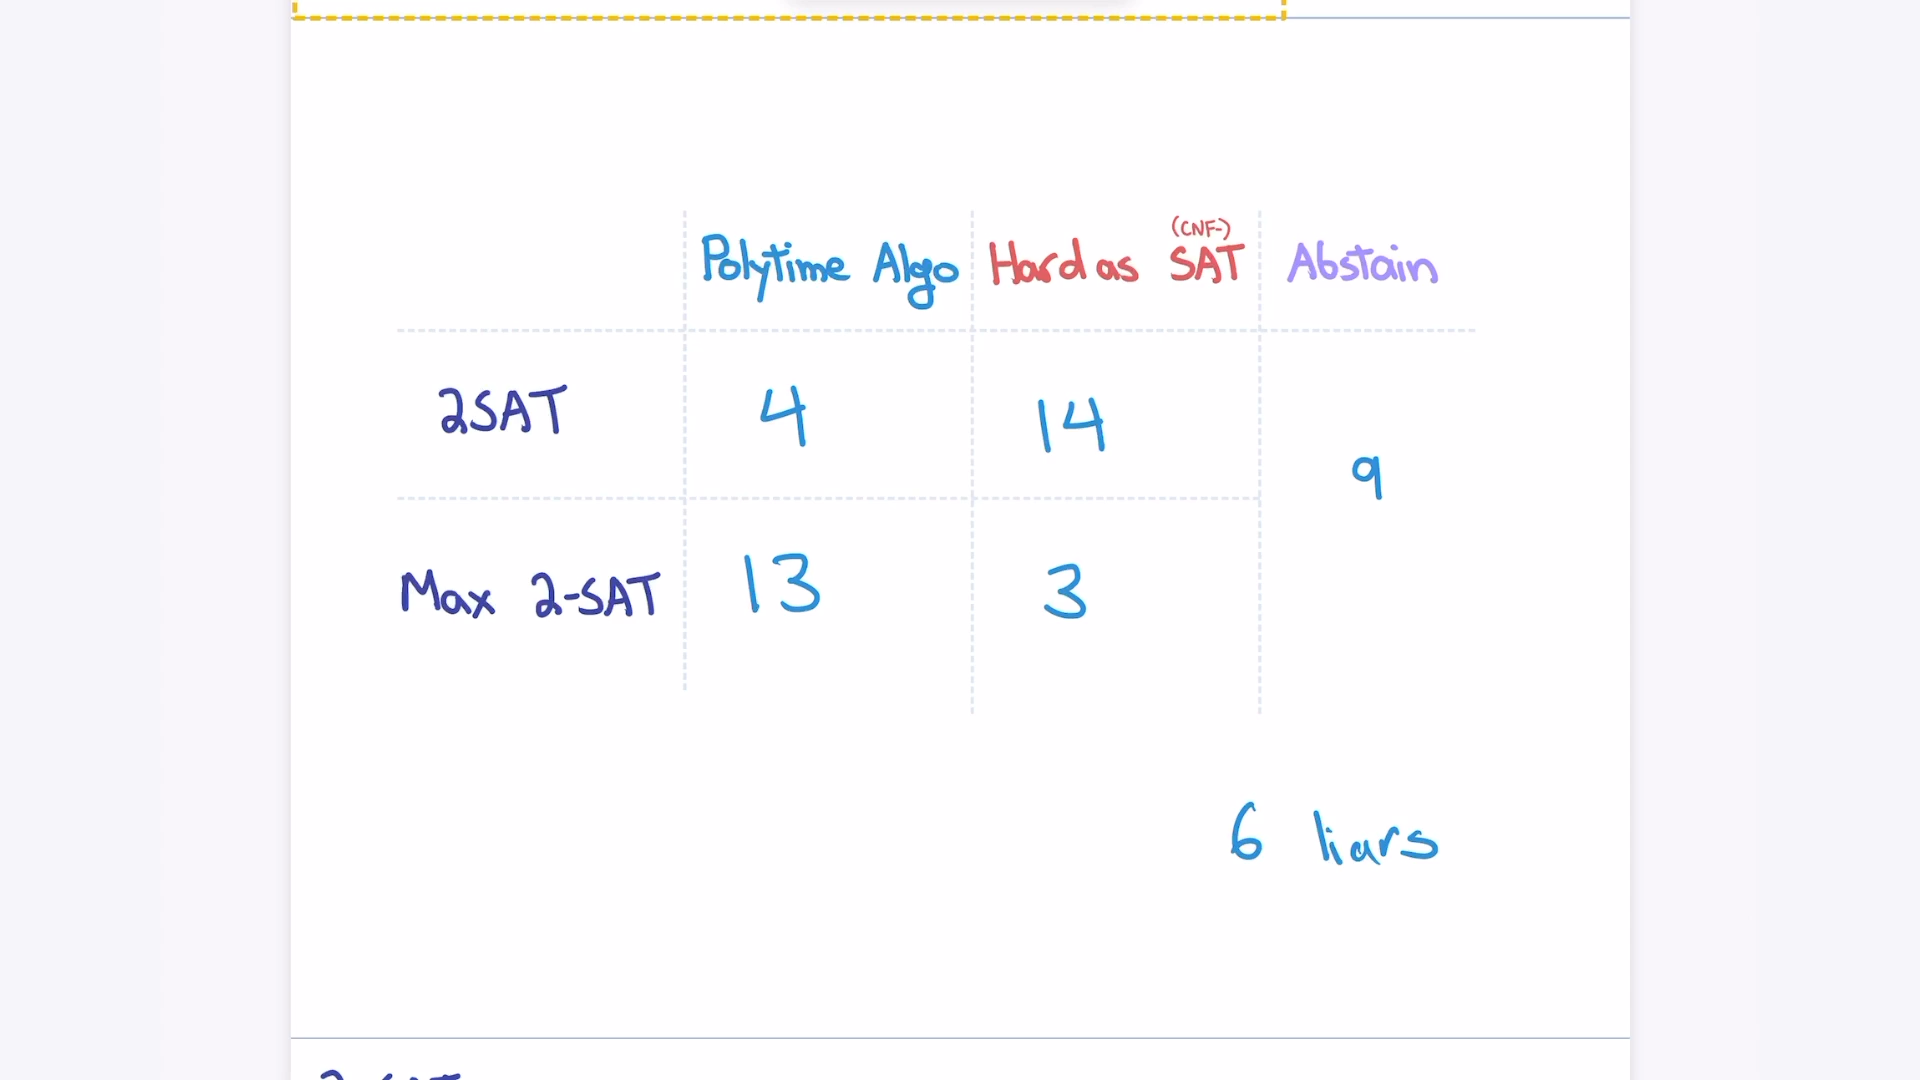 (CNF-)
Polytime Algo Hard as SAT Abstain
2SAT 4 14
9
Max 2-SAT 13 3
6 liars